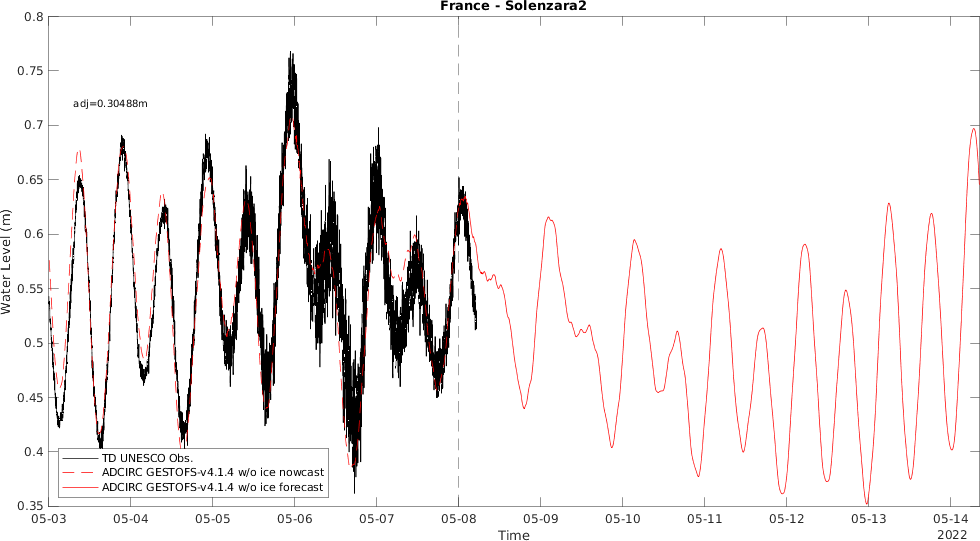 France - Solenzara2
0.8
0.75
0.7
0.65
0.6
0.55
0.5
0.45
0.4
0.35
Water Level (m)
adj=0.30488m
TD UNESCO Obs.
ADCIRC GESTOFS-v4.1.4 w/o ice nowcast
ADCIRC GESTOFS-v4.1.4 w/o ice forecast
05-03 05-04 05-05 05-06 05-07 05-08 05-09 05-10 05-11 05-12 05-13 05-14
Time
2022